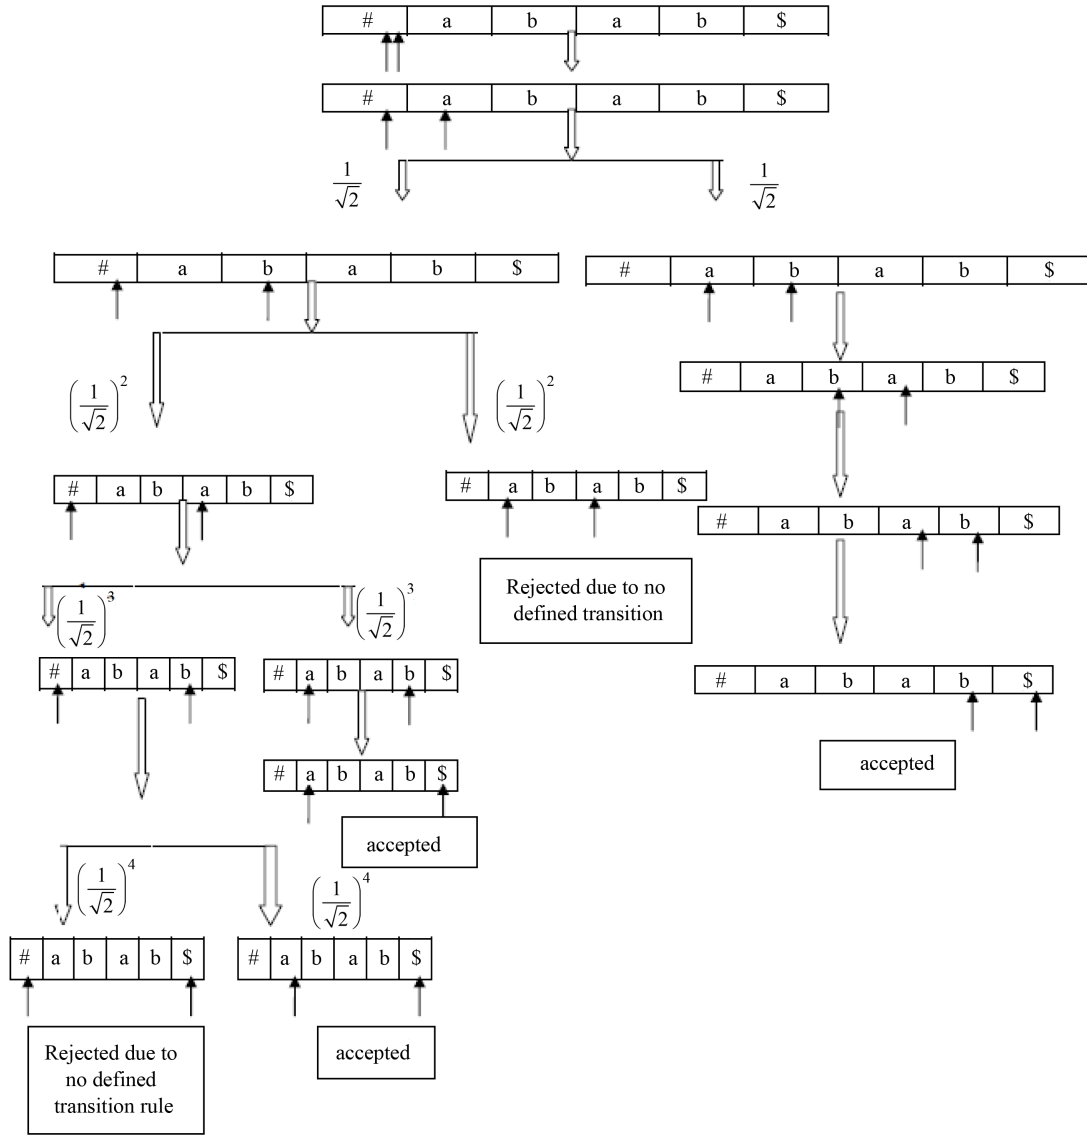 # a b a b $
# a b a b $
1/√2 1/√2
# a b a b $ # a b a b $
(1/√2)^2 (1/√2)^2
# a b a b $
# a b a b $ # a b a b $
# a b a b $
Rejected due to no
defined transition
(1/√2)^3 (1/√2)^3
# a b a b $ # a b a b $
# a b a b $
# a b a b $
accepted
accepted
(1/√2)^4 (1/√2)^4
# a b a b $ # a b a b $
Rejected due to
no defined
transition rule
accepted